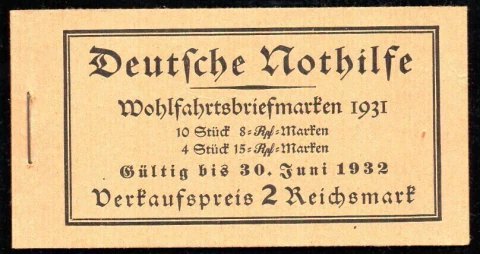 Deutsche Nothilfe
Wohlfahrtsbriefmarken 1931
10 Stück 8=Rpf=Marken
4 Stück 15=Rpf=Marken
Gültig bis 30. Juni 1932
Verkaufspreis 2 Reichsmark